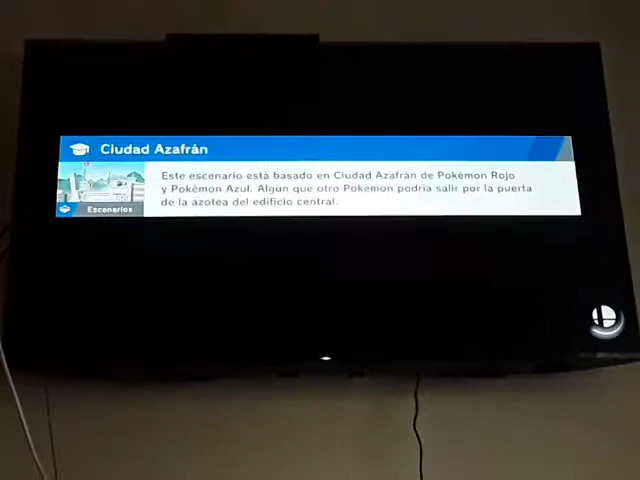 Ciudad Azafrán
Este escenario está basado en Ciudad Azafrán de Pokémon Rojo
y Pokémon Azul. Algún que otro Pokémon podría salir por la puerta
de la azotea del edificio central.
Escenarios